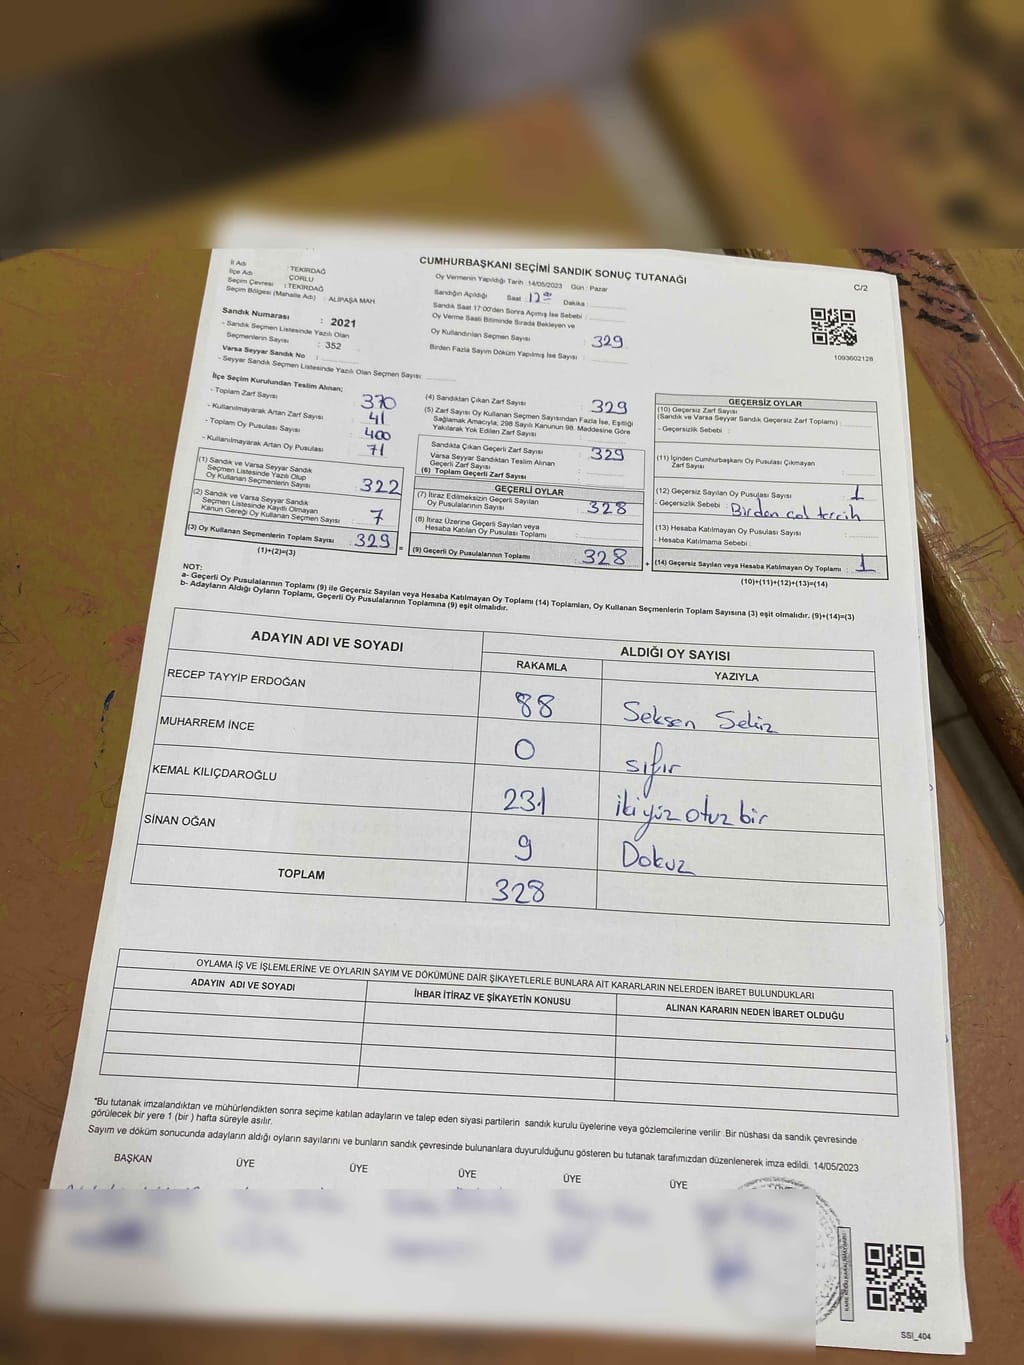 CUMHURBAŞKANI SEÇİMİ SANDIK SONUÇ TUTANAĞI
C/2
İl Adı : TEKİRDAĞ
İlçe Adı : ÇORLU
Seçim Çevresi : TEKİRDAĞ
Seçim Bölgesi (Mahalle Adı) : ALİPAŞA MAH.
Sandık Numarası : 2021
- Sandık Seçmen Listesinde Yazılı Olan
Seçmenlerin Sayısı : 352
Varsa Seyyar Sandık No :
- Seyyar Sandık Seçmen Listesinde Yazılı Olan Seçmen Sayısı:
Oy Vermenin Yapıldığı Tarih :14/05/2023 Gün : Pazar
Sandığın Açıldığı Saat : Dakika :
Sandık Saat 17:00'den Sonra Açımış İse Sebebi :
Oy Verme Saati Bitiminde Sırada Bekleyen ve
Oy Kullandırılan Seçmen Sayısı : 329
Birden Fazla Sayım Döküm Yapılmış İse Sayısı :
1093602128
İlçe Seçim Kurulundan Teslim Alınan;
- Toplam Zarf Sayısı : 370
- Kullanılmayarak Artan Zarf Sayısı : 41
- Toplam Oy Pusulası Sayısı : 400
- Kullanılmayarak Artan Oy Pusulası : 71
(1) Sandık ve Varsa Seyyar Sandık
Seçmen Listesinde Yazılı Olup
Oy Kullanan Seçmenlerin Sayısı : 322
(2) Sandık ve Varsa Seyyar Sandık
Seçmen Listesinde Kayıtlı Olmayan
Kanun Gereği Oy Kullanan Seçmen Sayısı : 7
(3) Oy Kullanan Seçmenlerin Toplam Sayısı : 329
(1)+(2)=(3)
(4) Sandıktan Çıkan Zarf Sayısı : 329
(5) Zarf Sayısı Oy Kullanan Seçmen Sayısından Fazla İse, Eşitliği
Sağlamak Amacıyla; 298 Sayılı Kanunun 98. Maddesine Göre
Yakılarak Yok Edilen Zarf Sayısı :
Sandıkta Çıkan Geçerli Zarf Sayısı : 329
Varsa Seyyar Sandıktan Teslim Alınan
Geçerli Zarf Sayısı :
(6) Toplam Geçerli Zarf Sayısı :
GEÇERLİ OYLAR
(7) İtiraz Edilmeksizin Geçerli Sayılan
Oy Pusulalarının Sayısı : 328
(8) İtiraz Üzerine Geçerli Sayılan veya
Hesaba Katılan Oy Pusulası Toplamı :
= (9) Geçerli Oy Pusulalarının Toplamı : 328 +
GEÇERSİZ OYLAR
(10) Geçersiz Zarf Sayısı
(Sandık ve Varsa Seyyar Sandık Geçersiz Zarf Toplamı) :
- Geçersizlik Sebebi :
(11) İçinden Cumhurbaşkanı Oy Pusulası Çıkmayan
Zarf Sayısı :
(12) Geçersiz Sayılan Oy Pusulası Sayısı : 1
- Geçersizlik Sebebi : Birden çok tercih
(13) Hesaba Katılmayan Oy Pusulası Sayısı :
- Hesaba Katılmama Sebebi :
(14) Geçersiz Sayılan veya Hesaba Katılmayan Oy Toplamı : 1
(10)+(11)+(12)+(13)=(14)
NOT:
a- Geçerli Oy Pusulalarının Toplamı (9) ile Geçersiz Sayılan veya Hesaba Katılmayan Oy Toplamı (14) Toplamları, Oy Kullanan Seçmenlerin Toplam Sayısına (3) eşit olmalıdır. (9)+(14)=(3)
b- Adayların Aldığı Oyların Toplamı, Geçerli Oy Pusulalarının Toplamına (9) eşit olmalıdır.
ADAYIN ADI VE SOYADI
ALDIĞI OY SAYISI
RAKAMLA YAZIYLA
RECEP TAYYİP ERDOĞAN 88 Seksen Sekiz
MUHARREM İNCE 0 sıfır
KEMAL KILIÇDAROĞLU 231 iki yüz otuz bir
SİNAN OĞAN 9 Dokuz
TOPLAM 328
OYLAMA İŞ VE İŞLEMLERİNE VE OYLARIN SAYIM VE DÖKÜMÜNE DAİR ŞİKAYETLERLE BUNLARA AİT KARARLARIN NELERDEN İBARET BULUNDUKLARI
ADAYIN ADI VE SOYADI İHBAR İTİRAZ VE ŞİKAYETİN KONUSU ALINAN KARARIN NEDEN İBARET OLDUĞU
*Bu tutanak imzalandıktan ve mühürlendikten sonra seçime katılan adayların ve talep eden siyasi partilerin sandık kurulu üyelerine veya gözlemcilerine verilir. Bir nüshası da sandık çevresinde
görülecek bir yere 1 (bir ) hafta süreyle asılır.
Sayım ve döküm sonucunda adayların aldığı oyların sayılarını ve bunların sandık çevresinde bulunanlara duyurulduğunu gösteren bu tutanak tarafımızdan düzenlenerek imza edildi. 14/05/2023
BAŞKAN ÜYE ÜYE ÜYE ÜYE ÜYE
SSI_404